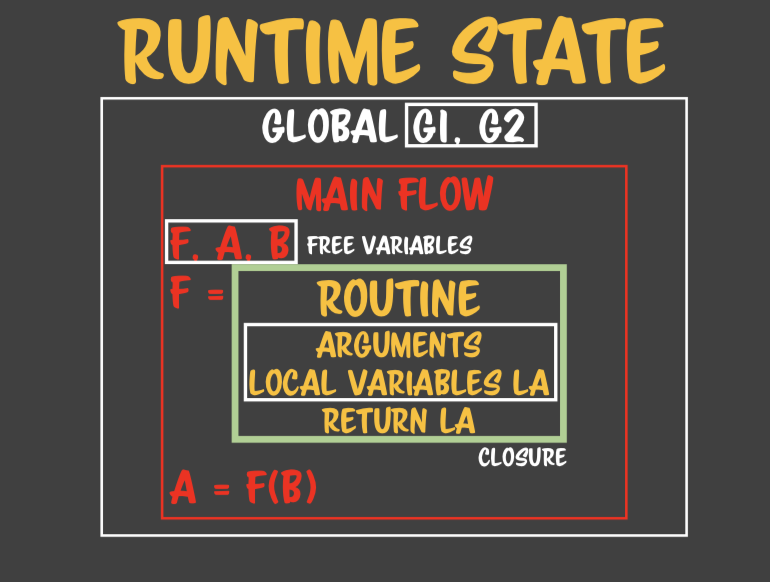 RUNTIME STATE
GLOBAL G1, G2
MAIN FLOW
F, A, B FREE VARIABLES
F =
ROUTINE
ARGUMENTS
LOCAL VARIABLES LA
RETURN LA
CLOSURE
A = F(B)